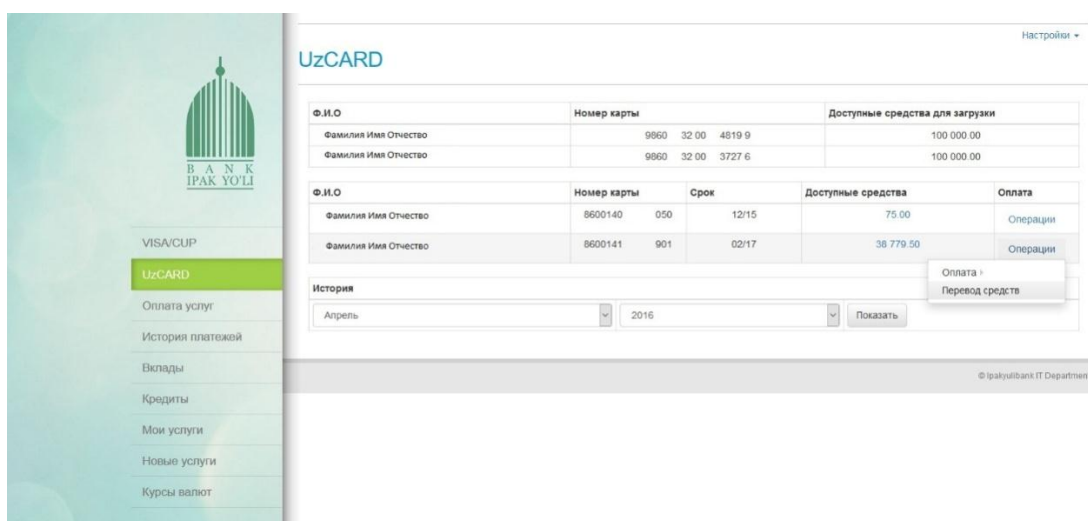 Настройки
UzCARD
BANK
IPAK YO'LI
Ф.И.О Номер карты Доступные средства для загрузки
Фамилия Имя Отчество 9860 32 00 4819 9 100 000.00
Фамилия Имя Отчество 9860 32 00 3727 6 100 000.00
Ф.И.О Номер карты Срок Доступные средства Оплата
Фамилия Имя Отчество 8600140 050 12/15 75.00 Операции
Фамилия Имя Отчество 8600141 901 02/17 38 779.50 Операции
Оплата
Перевод средств
История
Апрель 2016 Показать
© Ipakyulibank IT Departmen
VISA/CUP
UzCARD
Оплата услуг
История платежей
Вклады
Кредиты
Мои услуги
Новые услуги
Курсы валют